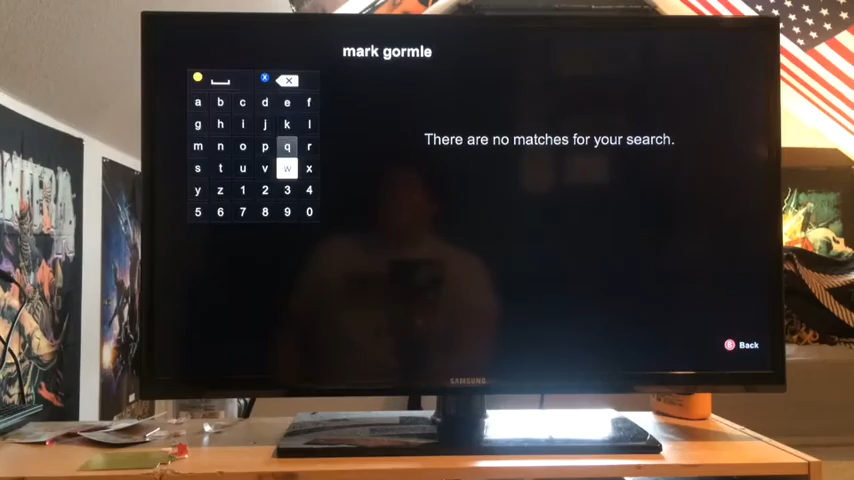 mark gormle
X
a b c d e f
g h i j k l
m n o p q r
s t u v w x
y z 1 2 3 4
5 6 7 8 9 0
There are no matches for your search.
B Back
SAMSUNG